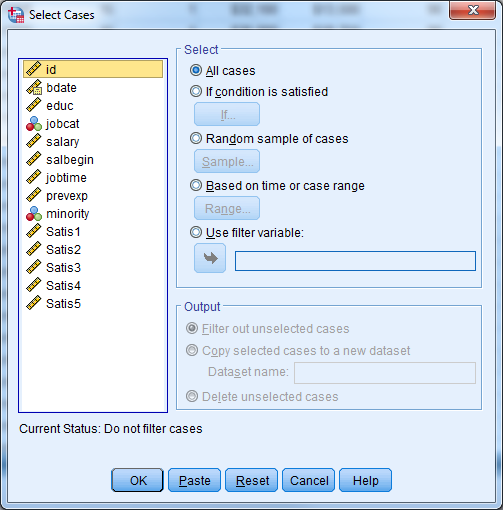 Select Cases
id
bdate
educ
jobcat
salary
salbegin
jobtime
prevexp
minority
Satis1
Satis2
Satis3
Satis4
Satis5
Select
All cases
If condition is satisfied
If...
Random sample of cases
Sample...
Based on time or case range
Range...
Use filter variable:
Output
Filter out unselected cases
Copy selected cases to a new dataset
Dataset name:
Delete unselected cases
Current Status: Do not filter cases
OK Paste Reset Cancel Help